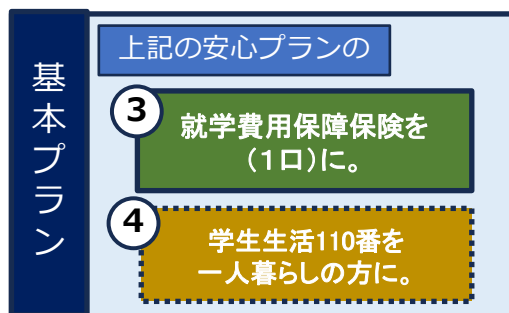 基本プラン
上記の安心プランの
3
就学費用保障保険を
（1口）に。
4
学生生活110番を
一人暮らしの方に。